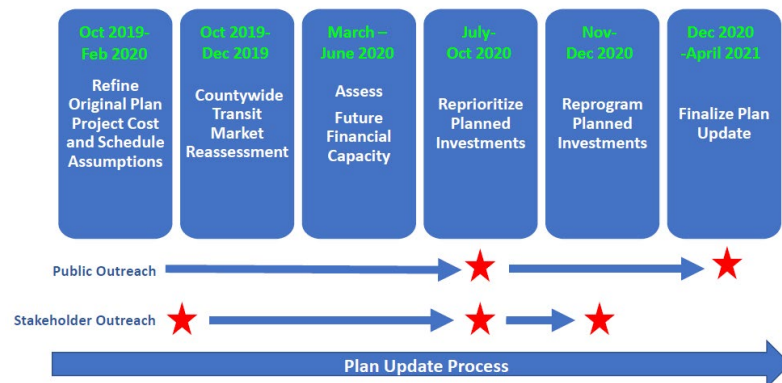 Oct 2019-
Feb 2020
Refine
Original Plan
Project Cost
and Schedule
Assumptions
Oct 2019-
Dec 2019
Countywide
Transit
Market
Reassessment
March –
June 2020
Assess
Future
Financial
Capacity
July-
Oct 2020
Reprioritize
Planned
Investments
Nov-
Dec 2020
Reprogram
Planned
Investments
Dec 2020
-April 2021
Finalize Plan
Update
Public Outreach
Stakeholder Outreach
Plan Update Process